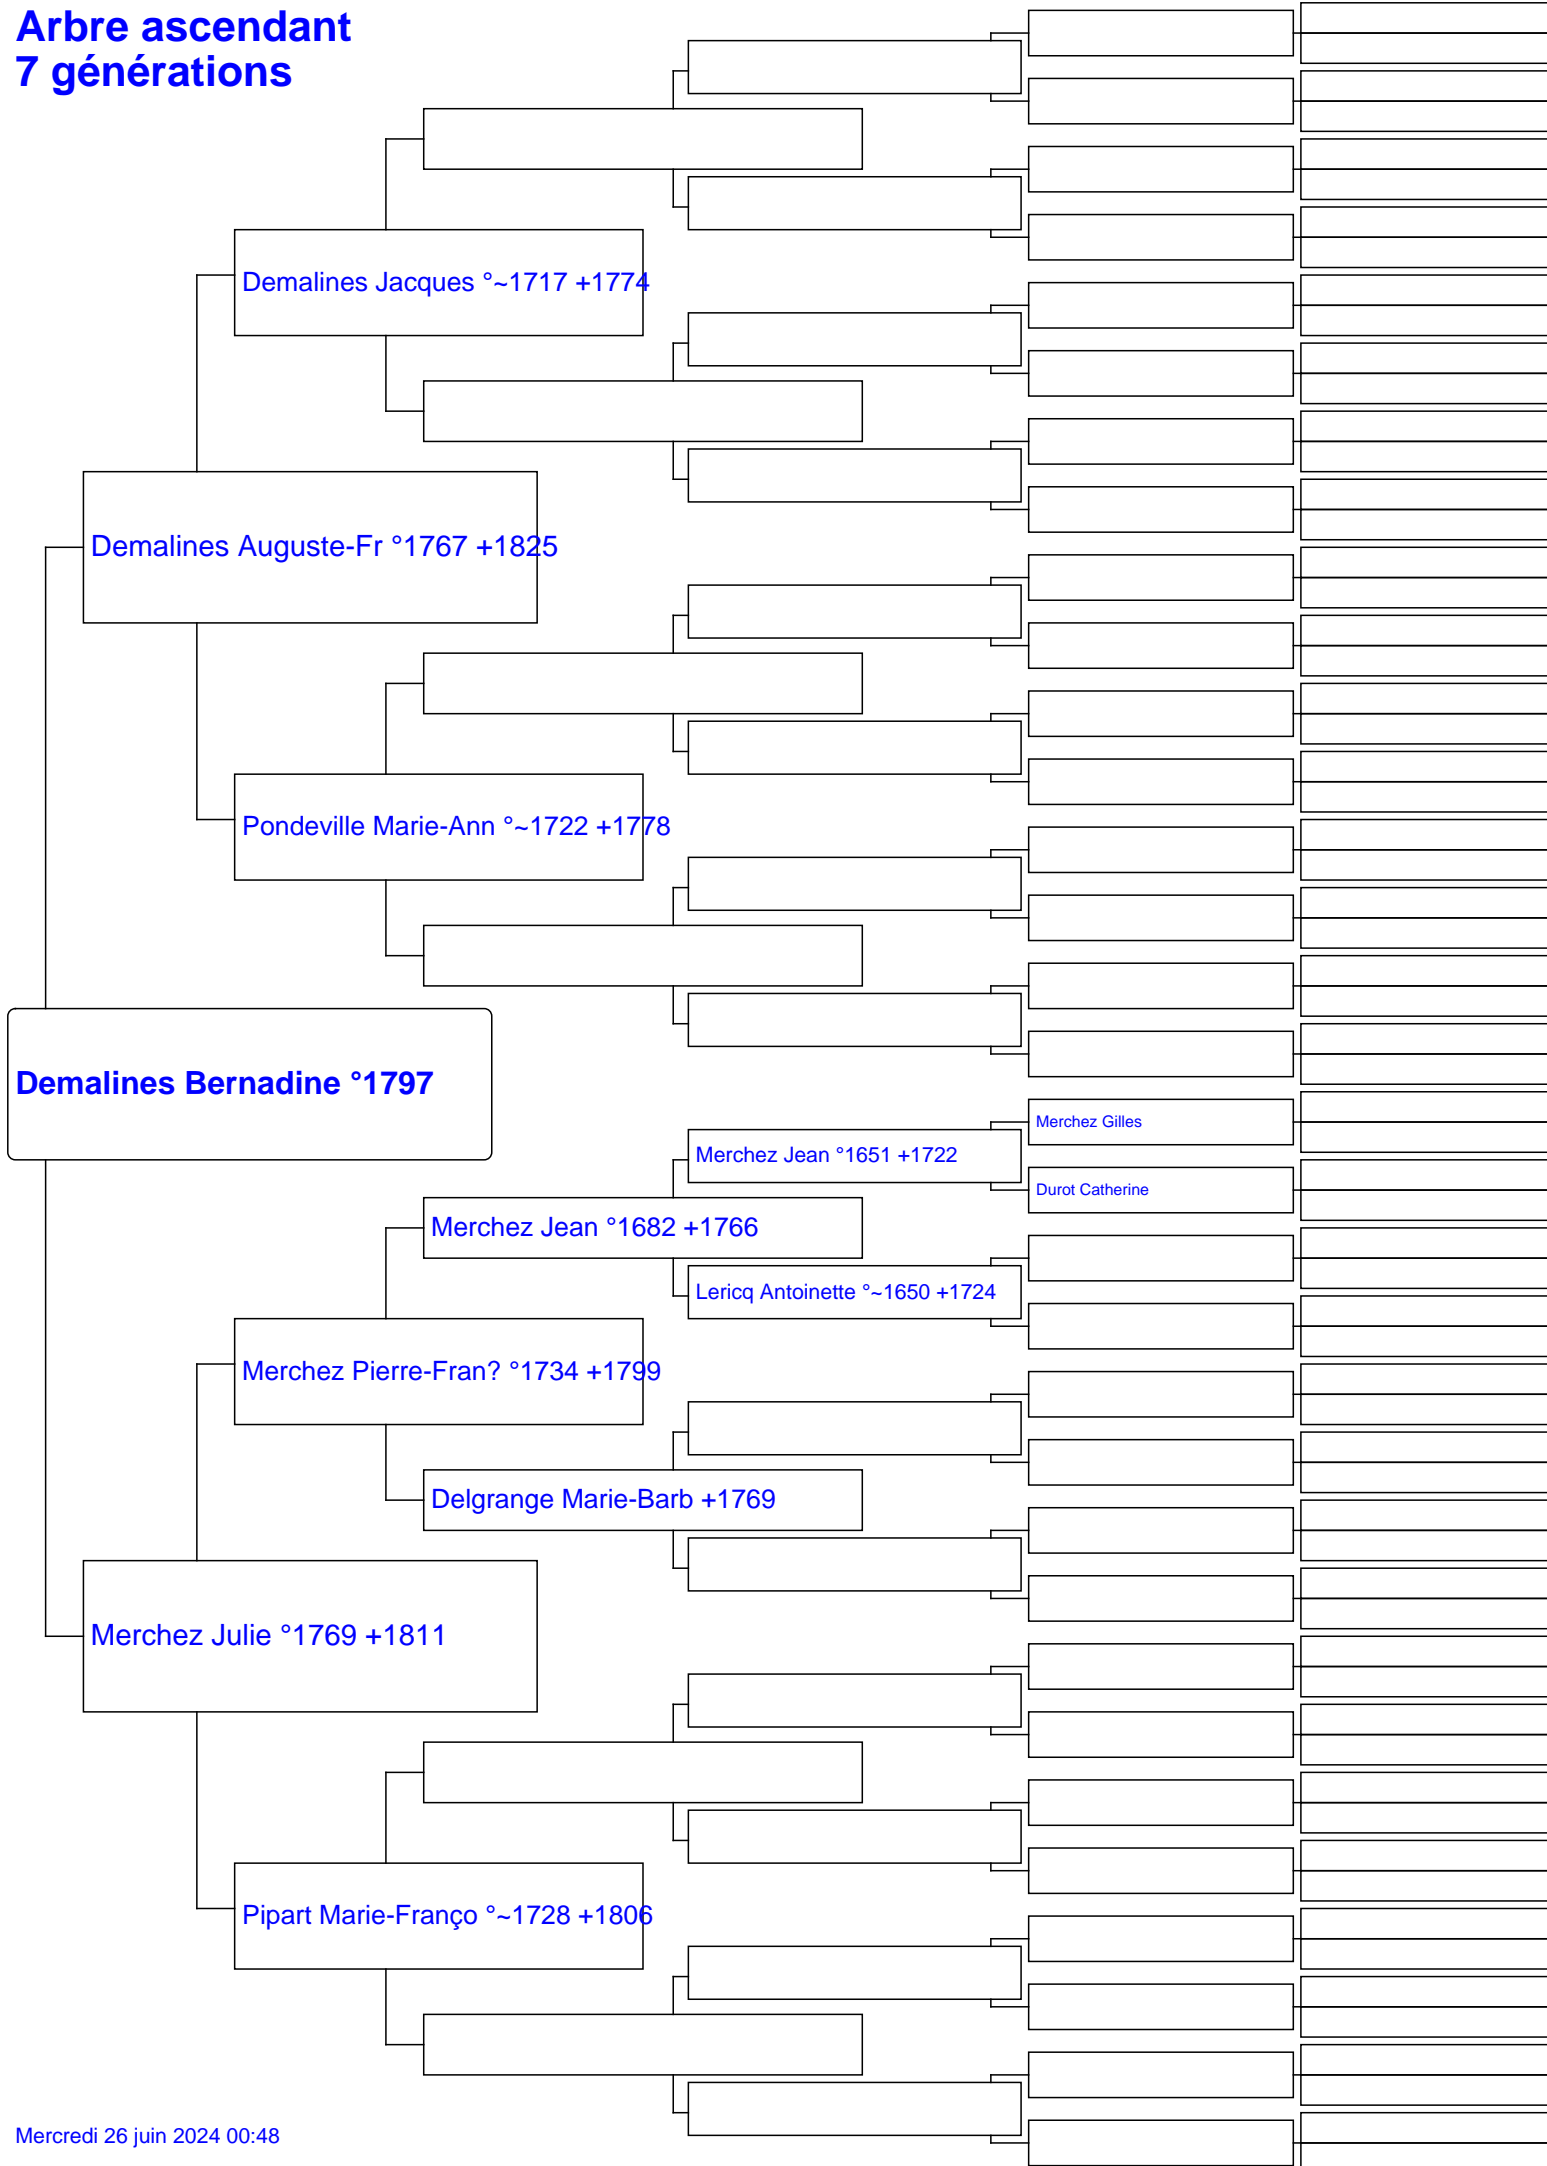 Arbre ascendant
7 générations
Demalines Jacques °~1717 +1774
Demalines Auguste-Fr °1767 +1825
Pondeville Marie-Ann °~1722 +1778
Demalines Bernadine °1797
Merchez Gilles
Merchez Jean °1651 +1722
Durot Catherine
Merchez Jean °1682 +1766
Lericq Antoinette °~1650 +1724
Merchez Pierre-Fran? °1734 +1799
Delgrange Marie-Barb +1769
Merchez Julie °1769 +1811
Pipart Marie-Franço °~1728 +1806
Mercredi 26 juin 2024 00:48